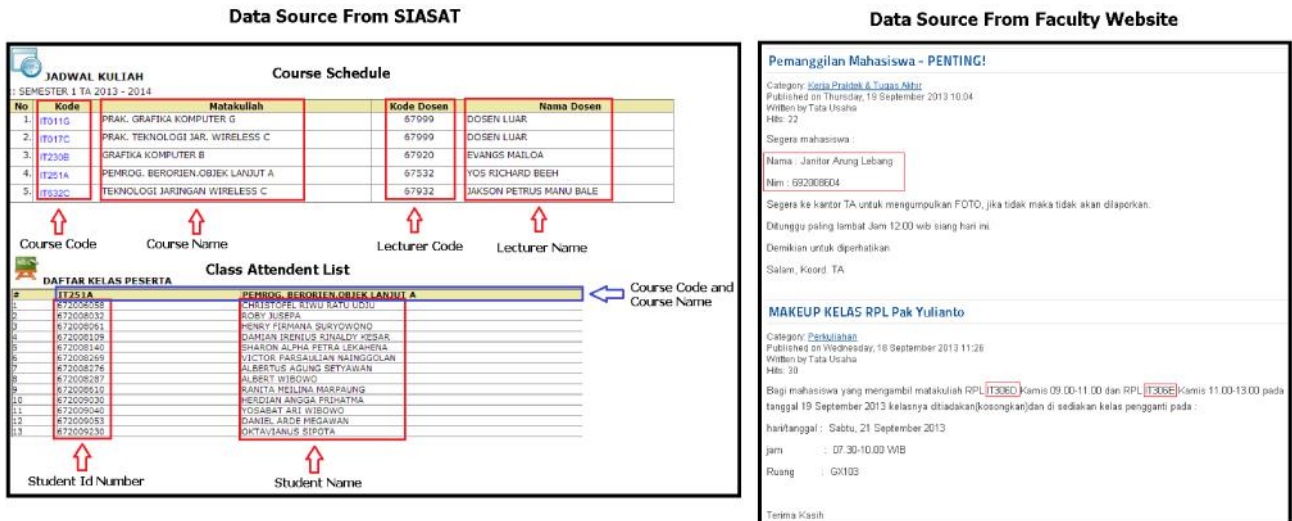 Data Source From SIASAT
JADWAL KULIAH
Course Schedule
:: SEMESTER 1 TA 2013 - 2014
No Kode Matakuliah Kode Dosen Nama Dosen
1. IT011G PRAK. GRAFIKA KOMPUTER G 67999 DOSEN LUAR
2. IT017C PRAK. TEKNOLOGI JAR. WIRELESS C 67999 DOSEN LUAR
3. IT230B GRAFIKA KOMPUTER B 67920 EVANGS MAILOA
4. IT251A PEMROG. BERORIEN.OBJEK LANJUT A 67532 YOS RICHARD BEEH
5. IT632C TEKNOLOGI JARINGAN WIRELESS C 67932 JAKSON PETRUS MANU BALE
Course Code Course Name Lecturer Code Lecturer Name
Class Attendent List
DAFTAR KELAS PESERTA
# IT251A PEMROG. BERORIEN.OBJEK LANJUT A
Course Code and
Course Name
1 672006058 CHRISTOFEL RIWU RATU UDJU
2 672008032 ROBY JUSEPA
3 672008061 HENRY FIRMANA SURYOWONO
4 672008109 DAMIAN IRENIUS RINALDY KESAR
5 672008140 SHARON ALPHA PETRA LEKAHENA
6 672008269 VICTOR PARSAULIAN NAINGGOLAN
7 672008276 ALBERTUS AGUNG SETYAWAN
8 672008287 ALBERT WIBOWO
9 672008610 RANITA MEILINA MARPAUNG
10 672009030 HERDIAN ANGGA PRIHATMA
11 672009040 YOSABAT ARI WIBOWO
12 672009053 DANIEL ARDE MEGAWAN
13 672009230 OKTAVIANUS SIPOTA
Student Id Number Student Name
Data Source From Faculty Website
Pemanggilan Mahasiswa - PENTING!
Category: Kerja Praktek & Tugas Akhir
Published on Thursday, 19 September 2013 10:04
Written by Tata Usaha
Hits: 22
Segera mahasiswa :
Nama : Janitor Arung Lebang
Nim : 692008604
Segera ke kantor TA untuk mengumpulkan FOTO, jika tidak maka tidak akan dilaporkan.
Ditunggu paling lambat Jam 12.00 wib siang hari ini.
Demikian untuk diperhatikan.
Salam, Koord. TA
MAKEUP KELAS RPL Pak Yulianto
Category: Perkuliahan
Published on Wednesday, 18 September 2013 11:26
Written by Tata Usaha
Hits: 30
Bagi mahasiswa yang mengambil matakuliah RPL IT306D Kamis 09.00-11.00 dan RPL IT306E Kamis 11.00-13.00 pada
tanggal 19 September 2013 kelasnya ditiadakan(kosongkan)dan di sediakan kelas pengganti pada :
hari/tanggal : Sabtu, 21 September 2013
jam : 07.30-10.00 WIB
Ruang : GX103
Terima Kasih